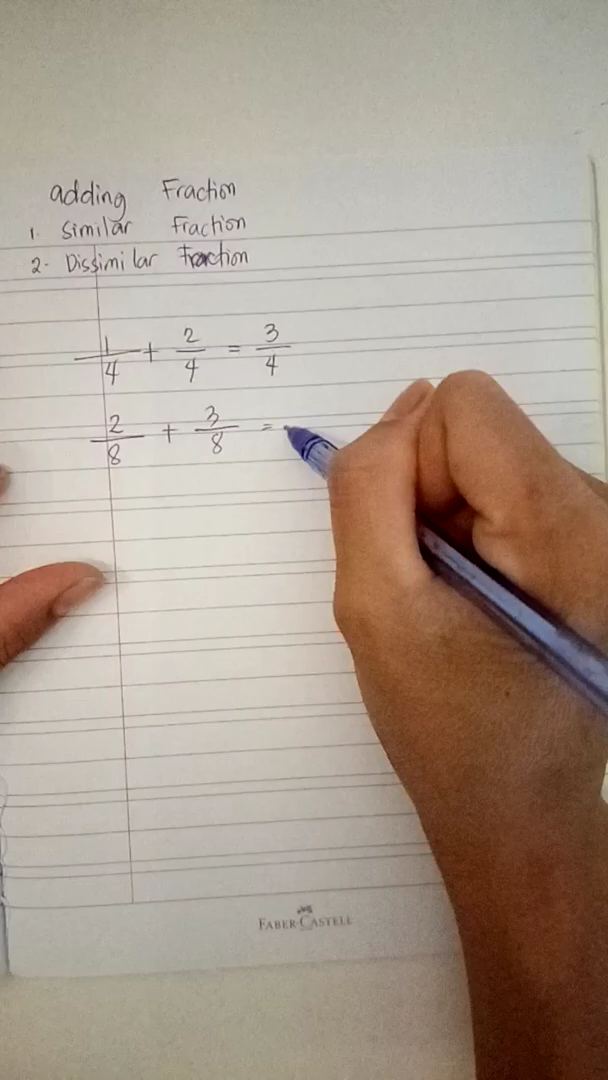 adding Fraction
1. Similar Fraction
2. Dissimilar Fraction
1/4 + 2/4 = 3/4
2/8 + 3/8 =
FABER-CASTELL